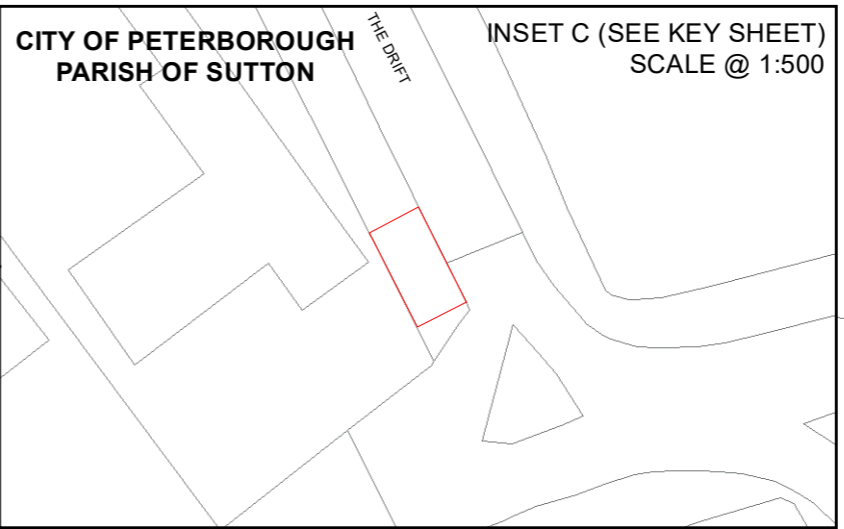 CITY OF PETERBOROUGH
PARISH OF SUTTON
THE DRIFT
INSET C (SEE KEY SHEET)
SCALE @ 1:500